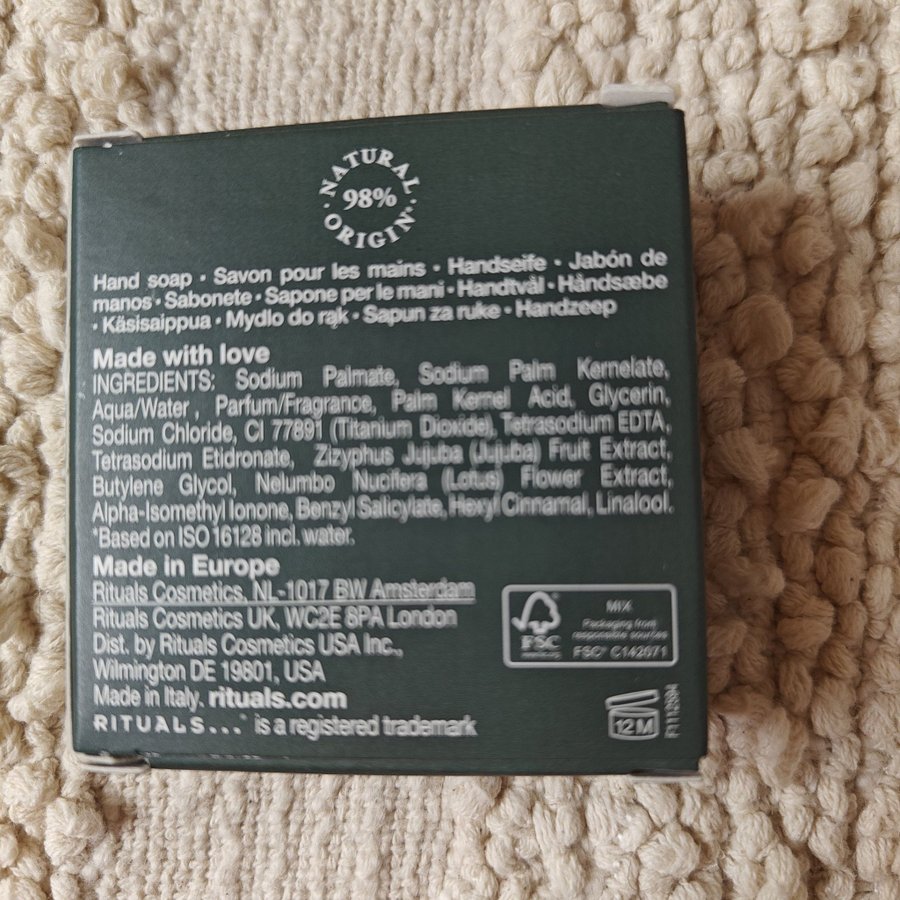 NATURAL
98%
ORIGIN*
Hand soap · Savon pour les mains · Handseife · Jabón de
manos · Sabonete · Sapone per le mani · Handtvål · Håndsæbe
· Käsisaippua · Mydło do rąk · Sapun za ruke · Handzeep
Made with love
INGREDIENTS: Sodium Palmate, Sodium Palm Kernelate,
Aqua/Water , Parfum/Fragrance, Palm Kernel Acid, Glycerin,
Sodium Chloride, CI 77891 (Titanium Dioxide), Tetrasodium EDTA,
Tetrasodium Etidronate, Zizyphus Jujuba (Jujuba) Fruit Extract,
Butylene Glycol, Nelumbo Nucifera (Lotus) Flower Extract,
Alpha-Isomethyl Ionone, Benzyl Salicylate, Hexyl Cinnamal, Linalool.
*Based on ISO 16128 incl. water.
Made in Europe
Rituals Cosmetics, NL-1017 BW Amsterdam
Rituals Cosmetics UK, WC2E 8PA London
Dist. by Rituals Cosmetics USA Inc.,
Wilmington DE 19801, USA
Made in Italy. rituals.com
RITUALS...® is a registered trademark
FSC
MIX
Packaging from
responsible sources
FSC® C142071
12M